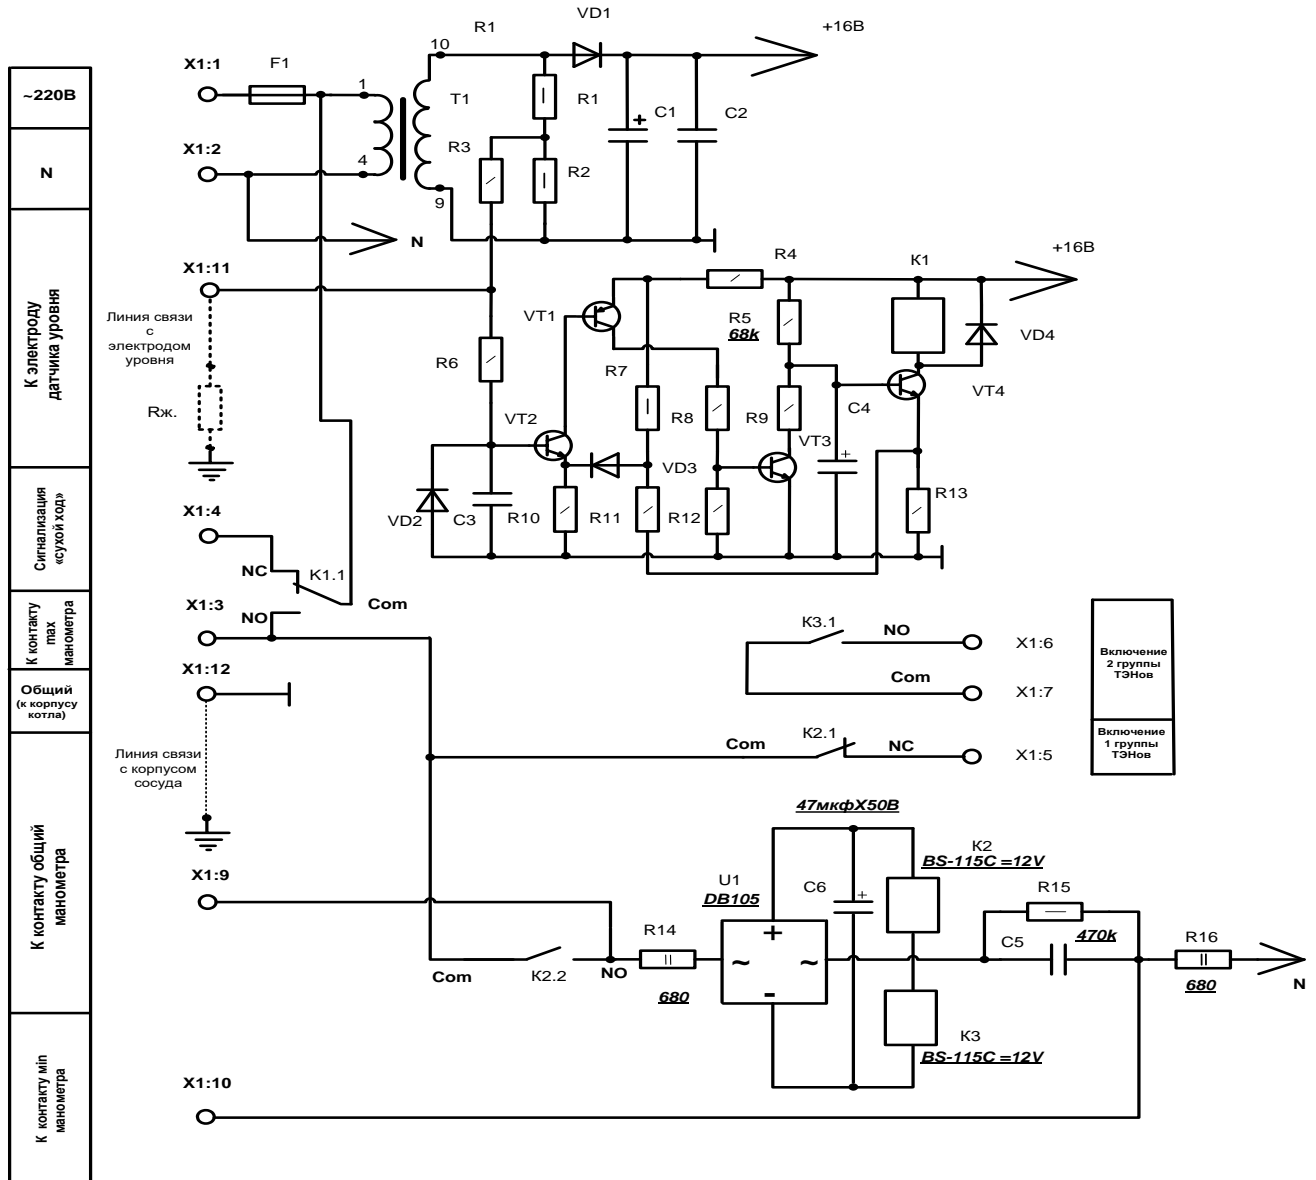 VD1
R1
+16В
10
X1:1
F1
~220В
1
T1
R1
C1
+
C2
X1:2
R3
4
R2
N
9
N
X1:11
R4
K1
+16В
К электроду
датчика уровня
Линия связи
с
электродом
уровня
VT1
R5
68k
VD4
R6
R7
VT4
Rж.
VT2
R8
R9
C4
VT3
+
VD3
R13
Сигнализация
«сухой ход»
X1:4
VD2
C3
R10
R11
R12
NC
K1.1
Com
К контакту
max
манометра
X1:3
NO
K3.1
NO
X1:6
Включение
2 группы
ТЭНов
X1:12
Общий
(к корпусу
котла)
Com
X1:7
Линия связи
с корпусом
сосуда
Com
K2.1
NC
X1:5
Включение
1 группы
ТЭНов
47мкфХ50В
К контакту общий
манометра
X1:9
U1
DB105
C6
+
K2
BS-115C =12V
R15
470k
R14
+
C5
R16
~
~
Com
K2.2
NO
680
-
680
N
K3
BS-115C =12V
К контакту min
манометра
X1:10